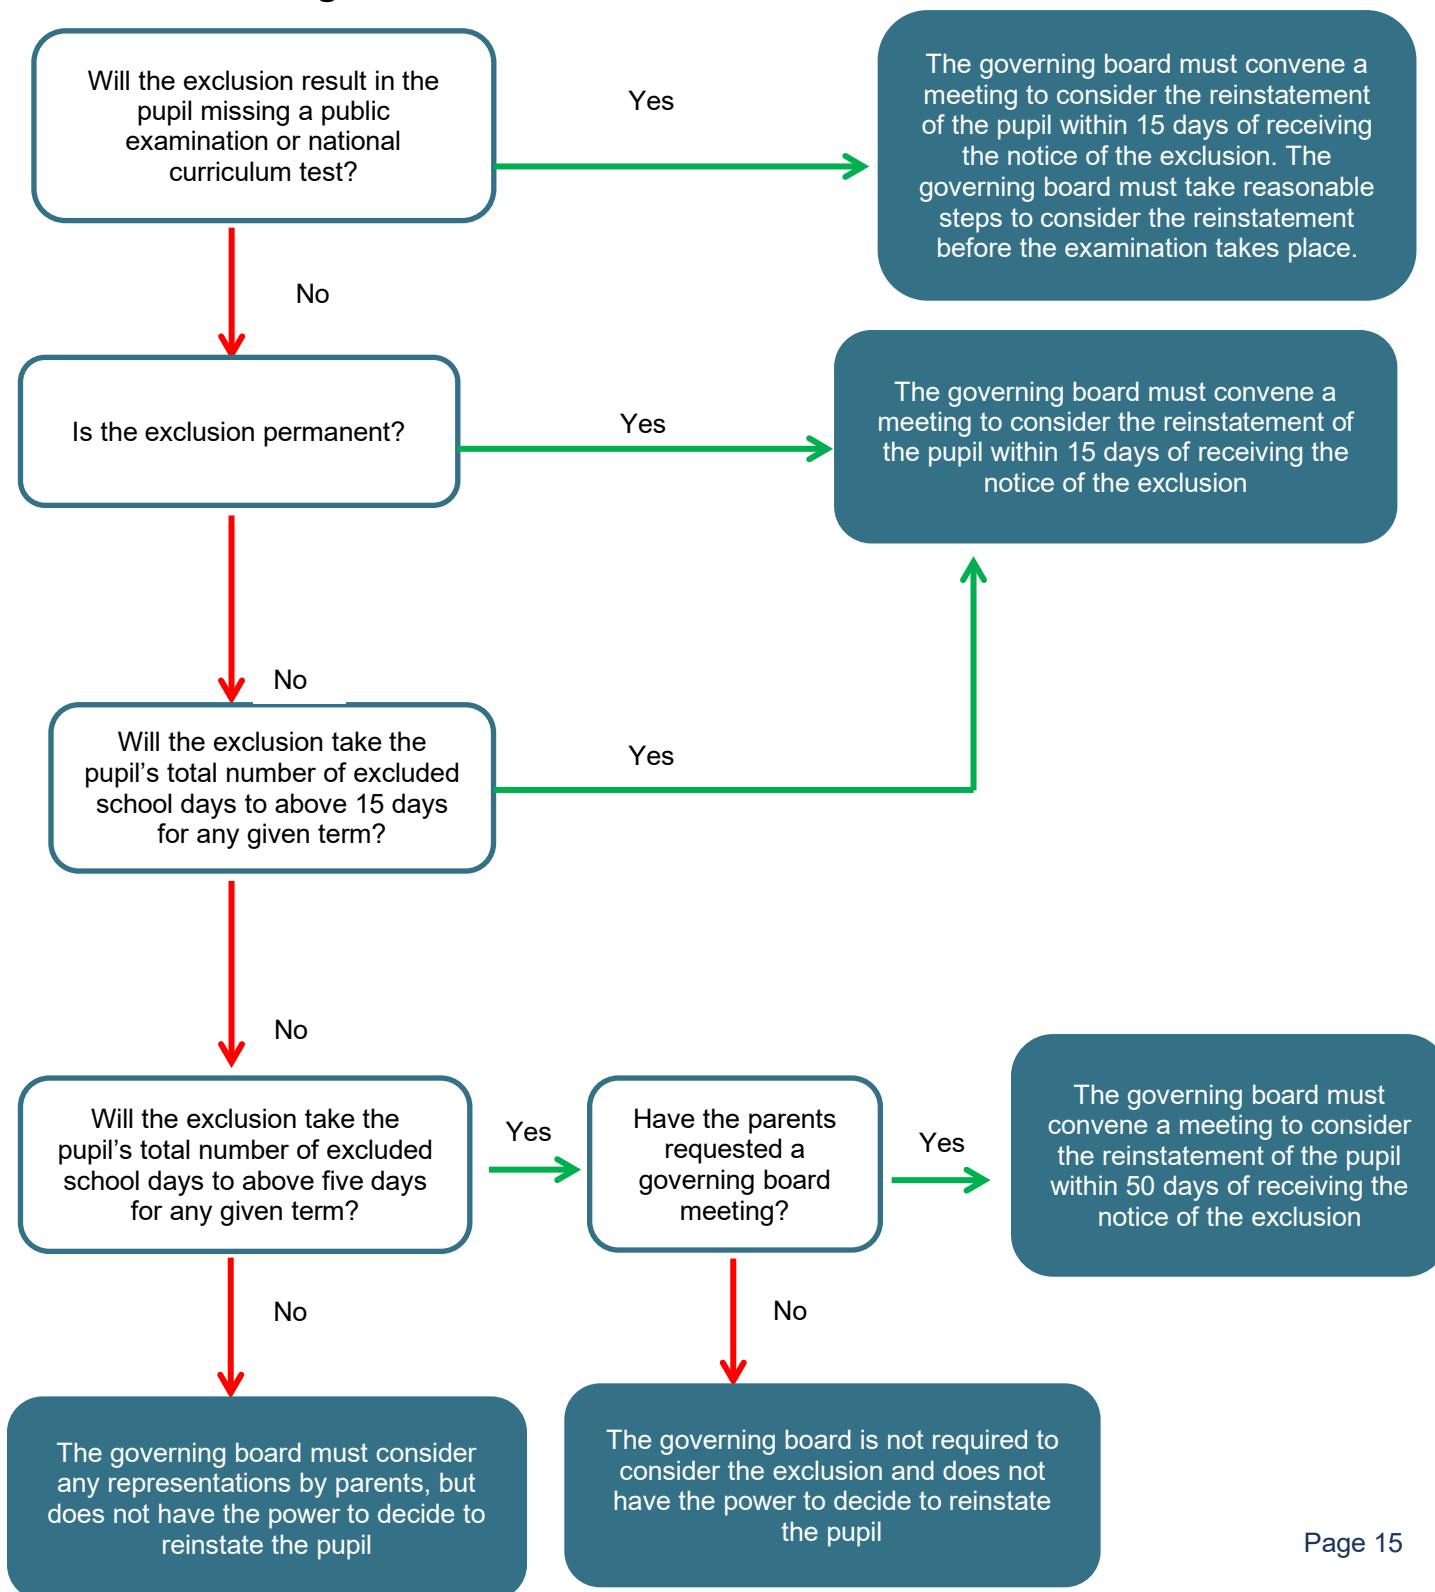 Will the exclusion result in the
pupil missing a public
examination or national
curriculum test?
Yes
The governing board must convene a
meeting to consider the reinstatement
of the pupil within 15 days of receiving
the notice of the exclusion. The
governing board must take reasonable
steps to consider the reinstatement
before the examination takes place.
No
Is the exclusion permanent?
Yes
The governing board must convene a
meeting to consider the reinstatement of
the pupil within 15 days of receiving the
notice of the exclusion
No
Will the exclusion take the
pupil’s total number of excluded
school days to above 15 days
for any given term?
Yes
No
Will the exclusion take the
pupil’s total number of excluded
school days to above five days
for any given term?
Yes
Have the parents
requested a
governing board
meeting?
Yes
The governing board must
convene a meeting to consider
the reinstatement of the pupil
within 50 days of receiving the
notice of the exclusion
No
No
The governing board must consider
any representations by parents, but
does not have the power to decide to
reinstate the pupil
The governing board is not required to
consider the exclusion and does not
have the power to decide to reinstate
the pupil
Page 15